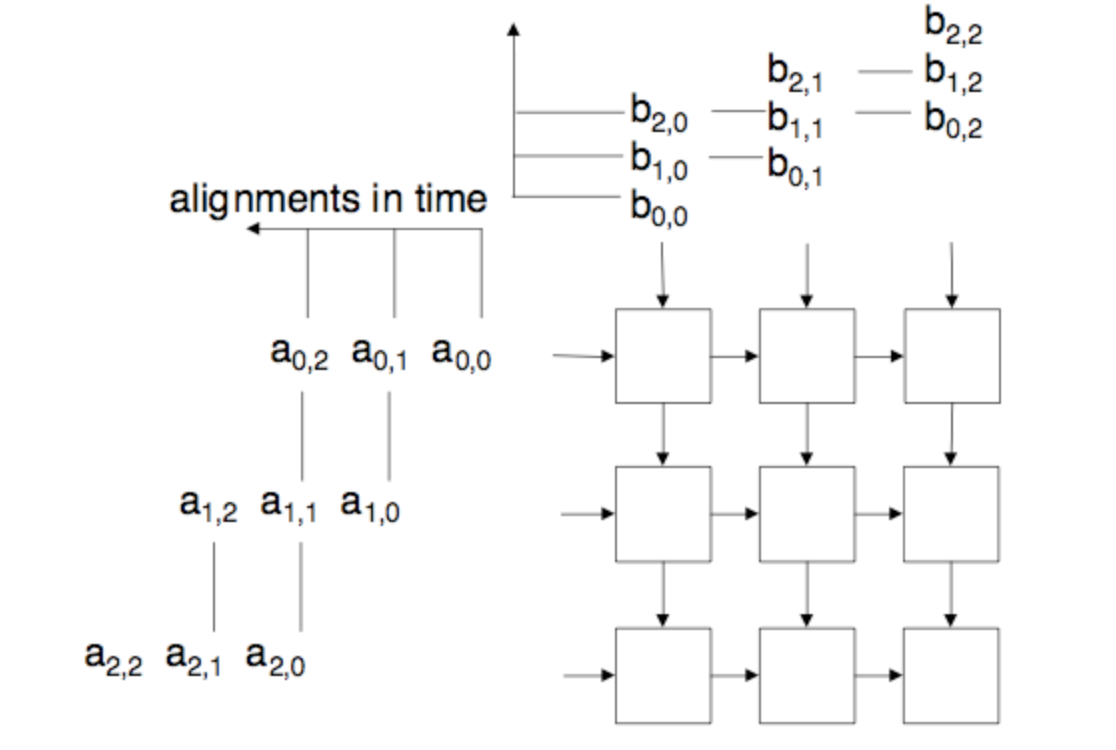 b2,2
b2,1 b1,2
b2,0 b1,1 b0,2
b1,0 b0,1
alignments in time
b0,0
a0,2 a0,1 a0,0
a1,2 a1,1 a1,0
a2,2 a2,1 a2,0